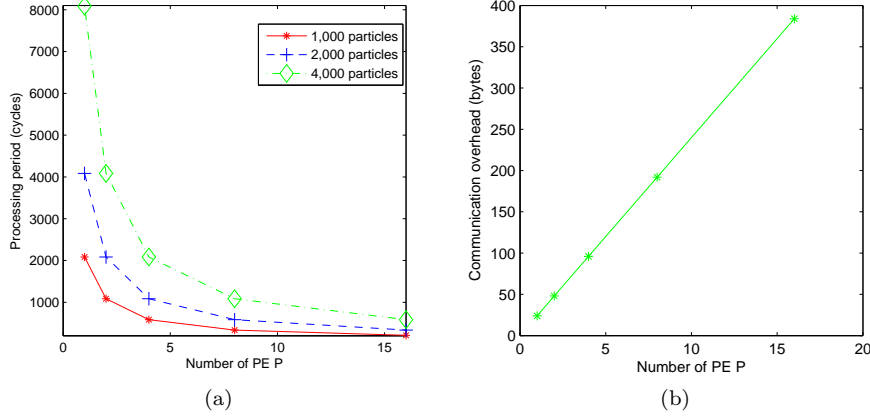 8000
7000
6000
5000
4000
3000
2000
1000
0
5
10
15
Processing period (cycles)
Number of PE P
1,000 particles
2,000 particles
4,000 particles
(a)
400
350
300
250
200
150
100
50
0
0
5
10
15
20
Communication overhead (bytes)
Number of PE P
(b)